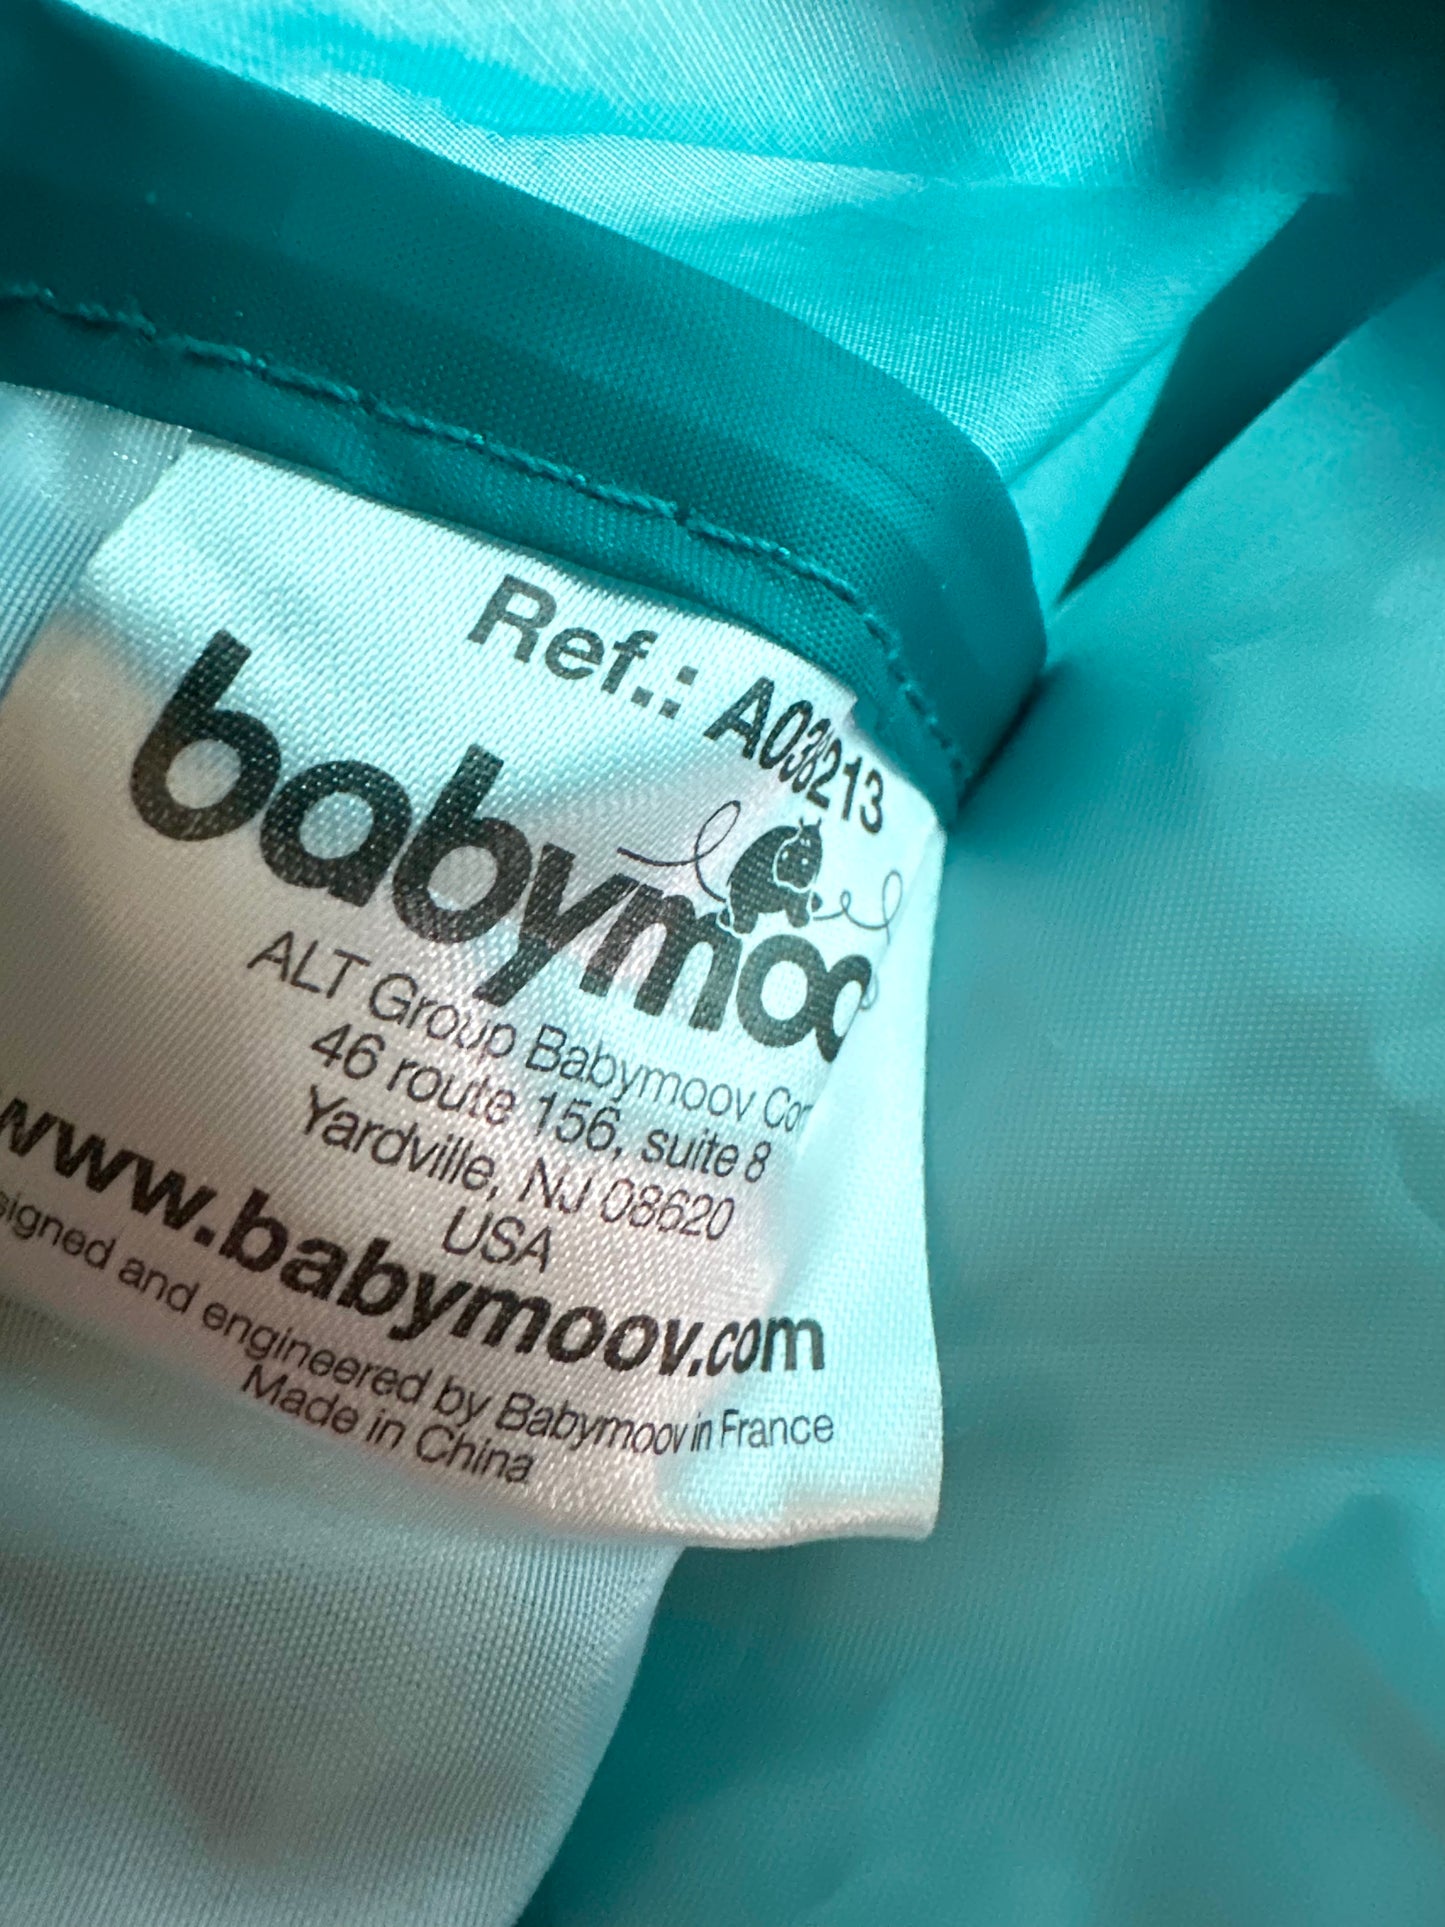 Ref.: A038213
babymoo
ALT Group Babymoov
46 route 156, suite 8
Yardville, NJ 08620
USA
www.babymoov.com
signed and engineered by Babymoov in France
Made in China